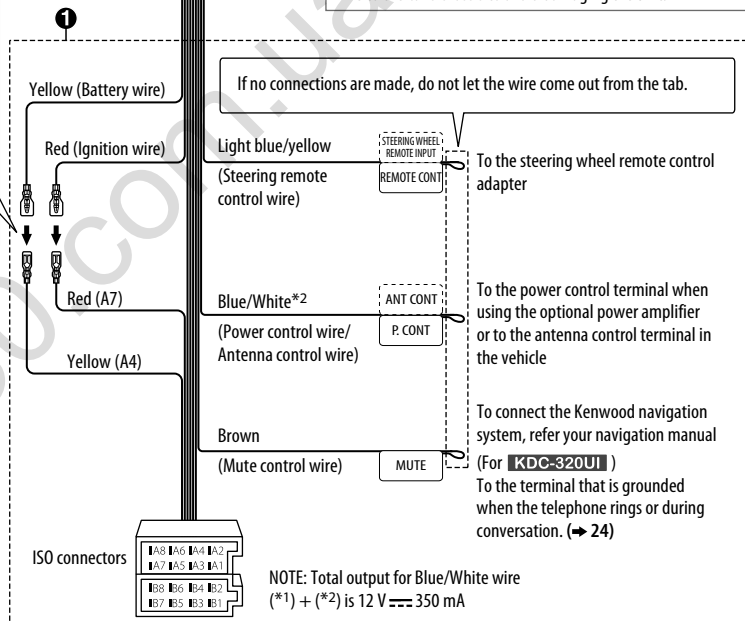 ❶
Yellow (Battery wire)
If no connections are made, do not let the wire come out from the tab.
Red (Ignition wire)
Light blue/yellow
(Steering remote
control wire)
STEERING WHEEL
REMOTE INPUT
REMOTE CONT
To the steering wheel remote control
adapter
Red (A7)
Yellow (A4)
Blue/White*2
(Power control wire/
Antenna control wire)
ANT CONT
P. CONT
To the power control terminal when
using the optional power amplifier
or to the antenna control terminal in
the vehicle
Brown
(Mute control wire)
MUTE
To connect the Kenwood navigation
system, refer your navigation manual
(For KDC-320UI )
To the terminal that is grounded
when the telephone rings or during
conversation. (➔ 24)
ISO connectors
A8 A6 A4 A2
A7 A5 A3 A1
B8 B6 B4 B2
B7 B5 B3 B1
NOTE: Total output for Blue/White wire
(*1) + (*2) is 12 V ⎓ 350 mA